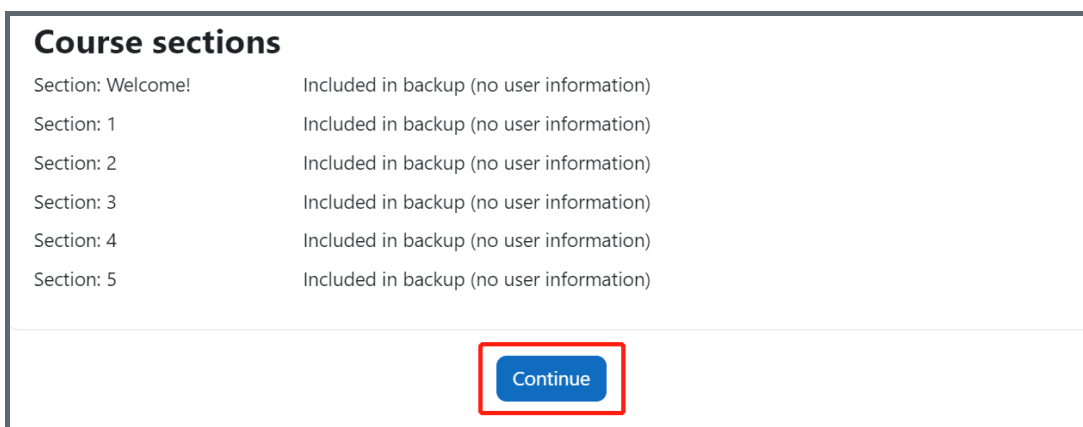 Course sections
Section: Welcome! Included in backup (no user information)
Section: 1 Included in backup (no user information)
Section: 2 Included in backup (no user information)
Section: 3 Included in backup (no user information)
Section: 4 Included in backup (no user information)
Section: 5 Included in backup (no user information)
Continue